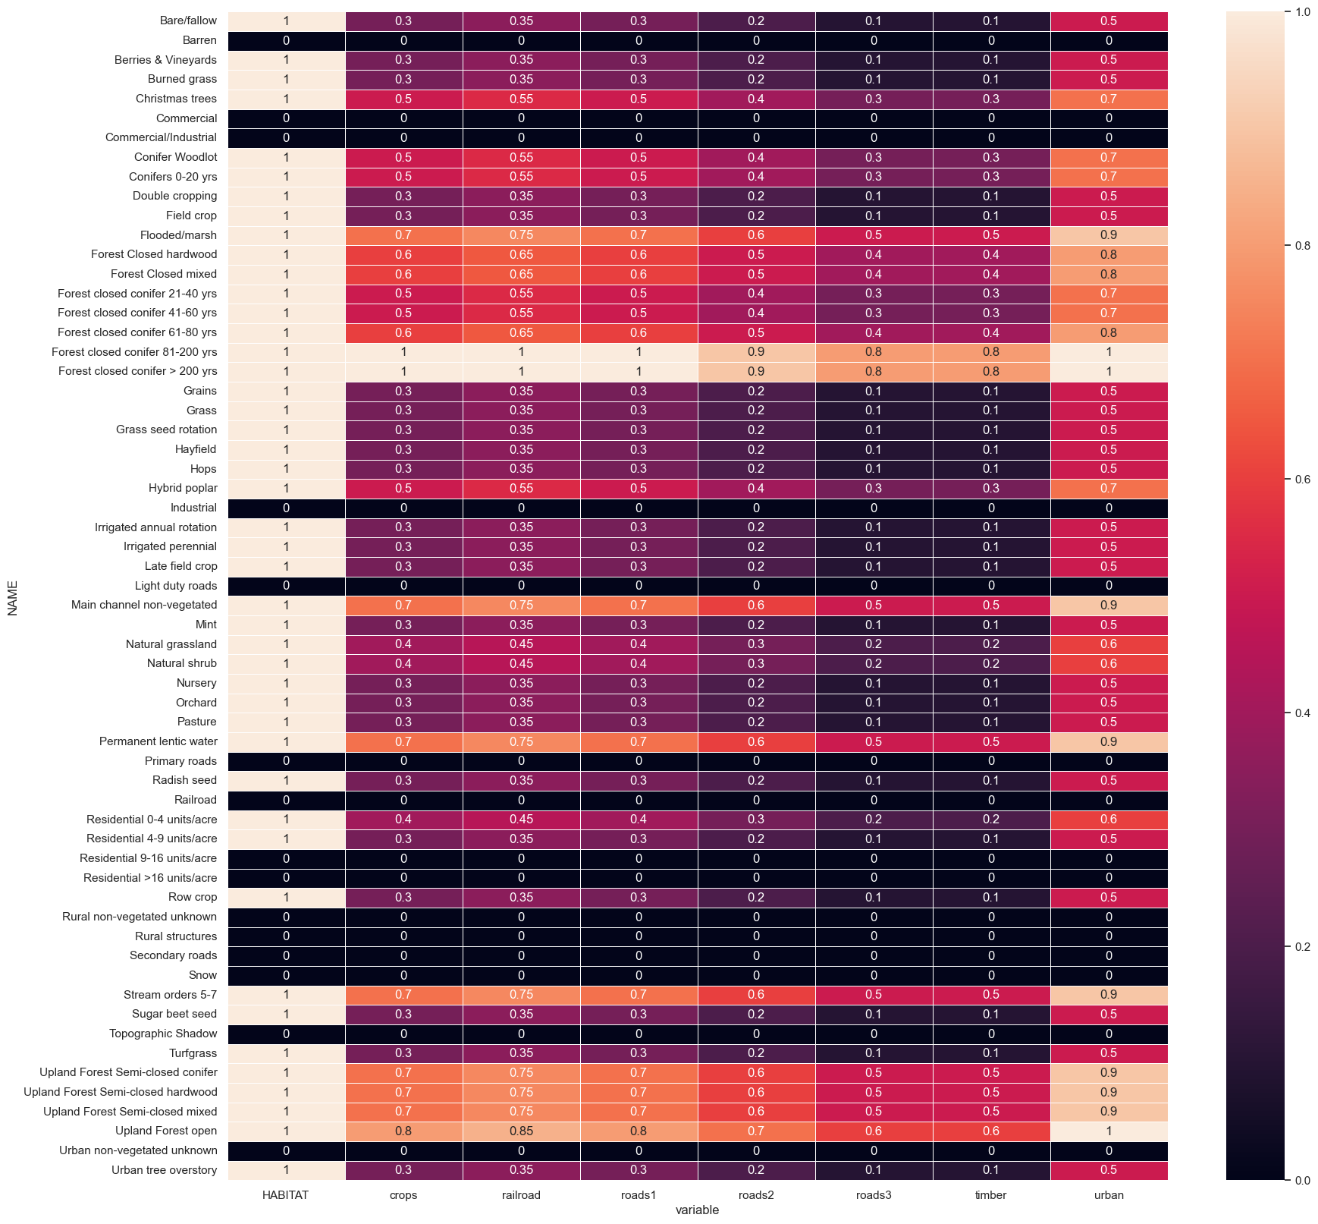 Bare/fallow 1 0.3 0.35 0.3 0.2 0.1 0.1 0.5
Barren 0 0 0 0 0 0 0 0
Berries & Vineyards 1 0.3 0.35 0.3 0.2 0.1 0.1 0.5
Burned grass 1 0.3 0.35 0.3 0.2 0.1 0.1 0.5
Christmas trees 1 0.5 0.55 0.5 0.4 0.3 0.3 0.7
Commercial 0 0 0 0 0 0 0 0
Commercial/Industrial 0 0 0 0 0 0 0 0
Conifer Woodlot 1 0.5 0.55 0.5 0.4 0.3 0.3 0.7
Conifers 0-20 yrs 1 0.5 0.55 0.5 0.4 0.3 0.3 0.7
Double cropping 1 0.3 0.35 0.3 0.2 0.1 0.1 0.5
Field crop 1 0.3 0.35 0.3 0.2 0.1 0.1 0.5
Flooded/marsh 1 0.7 0.75 0.7 0.6 0.5 0.5 0.9
Forest Closed hardwood 1 0.6 0.65 0.6 0.5 0.4 0.4 0.8
Forest Closed mixed 1 0.6 0.65 0.6 0.5 0.4 0.4 0.8
Forest closed conifer 21-40 yrs 1 0.5 0.55 0.5 0.4 0.3 0.3 0.7
Forest closed conifer 41-60 yrs 1 0.5 0.55 0.5 0.4 0.3 0.3 0.7
Forest closed conifer 61-80 yrs 1 0.6 0.65 0.6 0.5 0.4 0.4 0.8
Forest closed conifer 81-200 yrs 1 1 1 1 0.9 0.8 0.8 1
Forest closed conifer > 200 yrs 1 1 1 1 0.9 0.8 0.8 1
Grains 1 0.3 0.35 0.3 0.2 0.1 0.1 0.5
Grass 1 0.3 0.35 0.3 0.2 0.1 0.1 0.5
Grass seed rotation 1 0.3 0.35 0.3 0.2 0.1 0.1 0.5
Hayfield 1 0.3 0.35 0.3 0.2 0.1 0.1 0.5
Hops 1 0.3 0.35 0.3 0.2 0.1 0.1 0.5
Hybrid poplar 1 0.5 0.55 0.5 0.4 0.3 0.3 0.7
Industrial 0 0 0 0 0 0 0 0
Irrigated annual rotation 1 0.3 0.35 0.3 0.2 0.1 0.1 0.5
Irrigated perennial 1 0.3 0.35 0.3 0.2 0.1 0.1 0.5
Late field crop 1 0.3 0.35 0.3 0.2 0.1 0.1 0.5
Light duty roads 0 0 0 0 0 0 0 0
Main channel non-vegetated 1 0.7 0.75 0.7 0.6 0.5 0.5 0.9
Mint 1 0.3 0.35 0.3 0.2 0.1 0.1 0.5
Natural grassland 1 0.4 0.45 0.4 0.3 0.2 0.2 0.6
Natural shrub 1 0.4 0.45 0.4 0.3 0.2 0.2 0.6
Nursery 1 0.3 0.35 0.3 0.2 0.1 0.1 0.5
Orchard 1 0.3 0.35 0.3 0.2 0.1 0.1 0.5
Pasture 1 0.3 0.35 0.3 0.2 0.1 0.1 0.5
Permanent lentic water 1 0.7 0.75 0.7 0.6 0.5 0.5 0.9
Primary roads 0 0 0 0 0 0 0 0
Radish seed 1 0.3 0.35 0.3 0.2 0.1 0.1 0.5
Railroad 0 0 0 0 0 0 0 0
Residential 0-4 units/acre 1 0.4 0.45 0.4 0.3 0.2 0.2 0.6
Residential 4-9 units/acre 1 0.3 0.35 0.3 0.2 0.1 0.1 0.5
Residential 9-16 units/acre 0 0 0 0 0 0 0 0
Residential >16 units/acre 0 0 0 0 0 0 0 0
Row crop 1 0.3 0.35 0.3 0.2 0.1 0.1 0.5
Rural non-vegetated unknown 0 0 0 0 0 0 0 0
Rural structures 0 0 0 0 0 0 0 0
Secondary roads 0 0 0 0 0 0 0 0
Snow 0 0 0 0 0 0 0 0
Stream orders 5-7 1 0.7 0.75 0.7 0.6 0.5 0.5 0.9
Sugar beet seed 1 0.3 0.35 0.3 0.2 0.1 0.1 0.5
Topographic Shadow 0 0 0 0 0 0 0 0
Turfgrass 1 0.3 0.35 0.3 0.2 0.1 0.1 0.5
Upland Forest Semi-closed conifer 1 0.7 0.75 0.7 0.6 0.5 0.5 0.9
Upland Forest Semi-closed hardwood 1 0.7 0.75 0.7 0.6 0.5 0.5 0.9
Upland Forest Semi-closed mixed 1 0.7 0.75 0.7 0.6 0.5 0.5 0.9
Upland Forest open 1 0.8 0.85 0.8 0.7 0.6 0.6 1
Urban non-vegetated unknown 0 0 0 0 0 0 0 0
Urban tree overstory 1 0.3 0.35 0.3 0.2 0.1 0.1 0.5
HABITAT crops railroad roads1 roads2 roads3 timber urban
variable
NAME
1.0
0.8
0.6
0.4
0.2
0.0